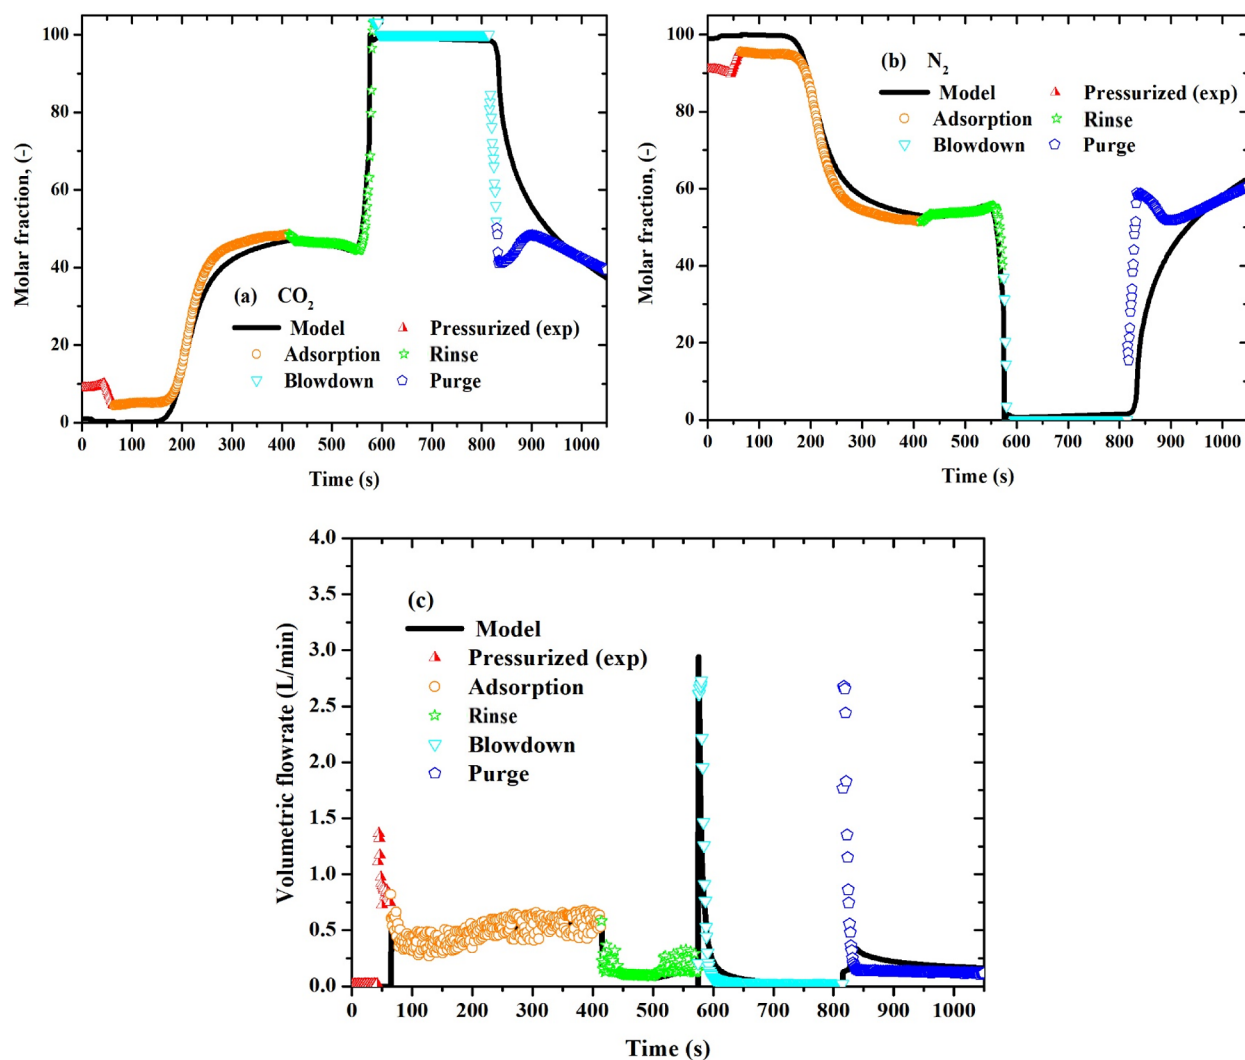 100
80
60
40
20
0
Molar fraction, (-)
(a) CO2
Model
Pressurized (exp)
Adsorption
Rinse
Blowdown
Purge
0 100 200 300 400 500 600 700 800 900 1000
Time (s)
100
80
60
40
20
0
Molar fraction, (-)
(b) N2
Model
Pressurized (exp)
Adsorption
Rinse
Blowdown
Purge
0 100 200 300 400 500 600 700 800 900 1000
Time (s)
4.0
3.5
3.0
2.5
2.0
1.5
1.0
0.5
0.0
Volumetric flowrate (L/min)
(c)
Model
Pressurized (exp)
Adsorption
Rinse
Blowdown
Purge
0 100 200 300 400 500 600 700 800 900 1000
Time (s)